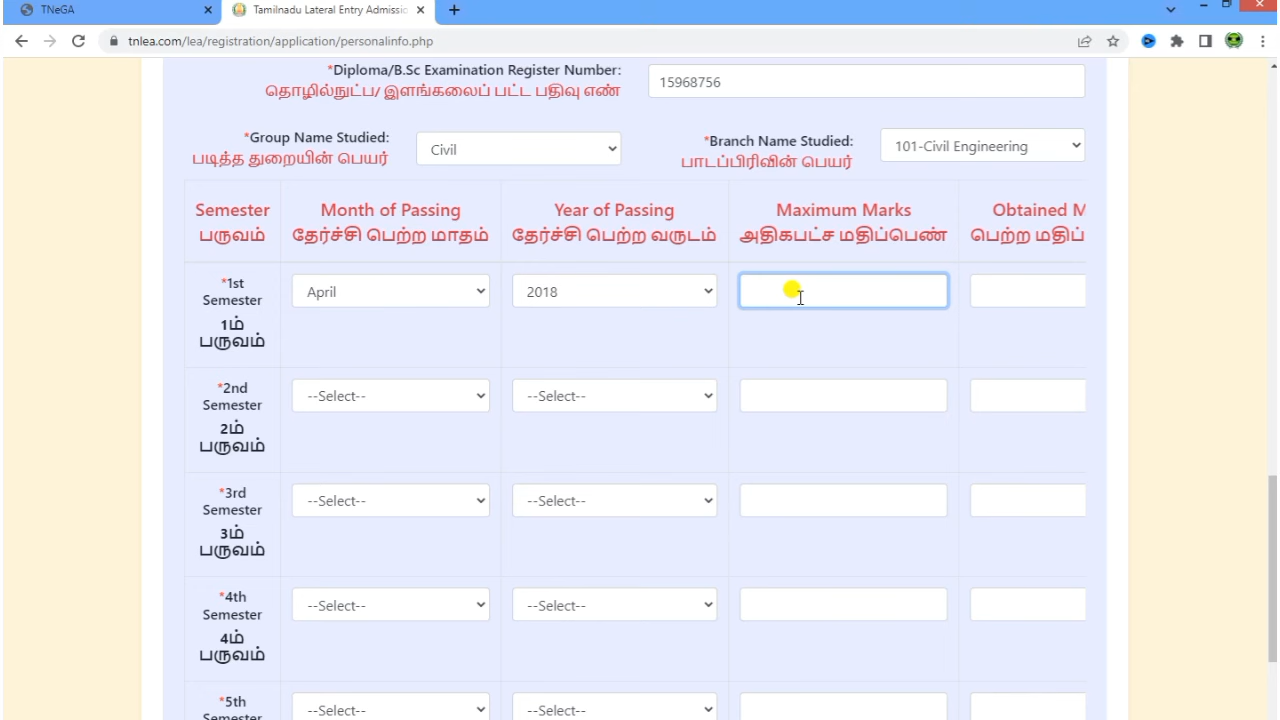 TNeGA
Tamilnadu Lateral Entry Admissio
tnlea.com/lea/registration/application/personalinfo.php
*Diploma/B.Sc Examination Register Number:
தொழில்நுட்ப/ இளங்கலைப் பட்ட பதிவு எண்
15968756
*Group Name Studied:
படித்த துறையின் பெயர்
Civil
*Branch Name Studied:
பாடப்பிரிவின் பெயர்
101-Civil Engineering
Semester
பருவம்
Month of Passing
தேர்ச்சி பெற்ற மாதம்
Year of Passing
தேர்ச்சி பெற்ற வருடம்
Maximum Marks
அதிகபட்ச மதிப்பெண்
Obtained M
பெற்ற மதிப்
*1st
Semester
1ம்
பருவம்
April
2018
*2nd
Semester
2ம்
பருவம்
--Select--
--Select--
*3rd
Semester
3ம்
பருவம்
--Select--
--Select--
*4th
Semester
4ம்
பருவம்
--Select--
--Select--
*5th
Semester
--Select--
--Select--